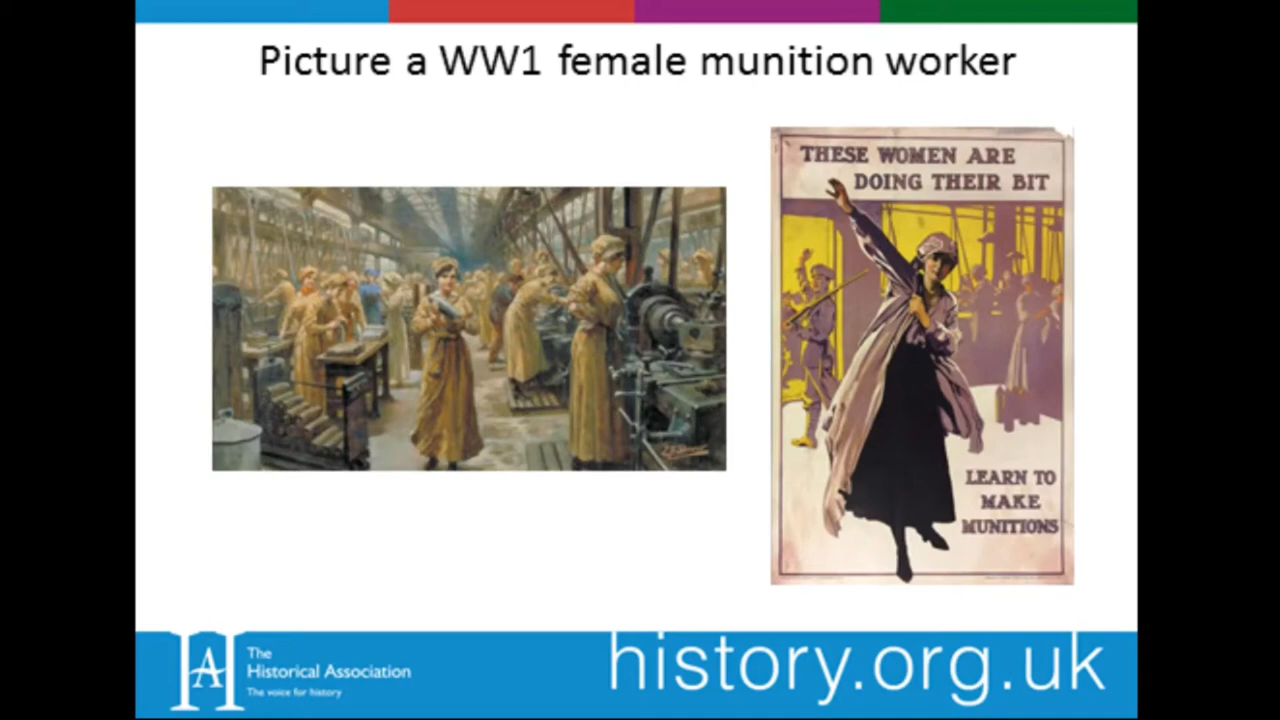 Picture a WW1 female munition worker
THESE WOMEN ARE
DOING THEIR BIT
LEARN TO
MAKE
MUNITIONS
The
Historical Association
The voice for history
history.org.uk